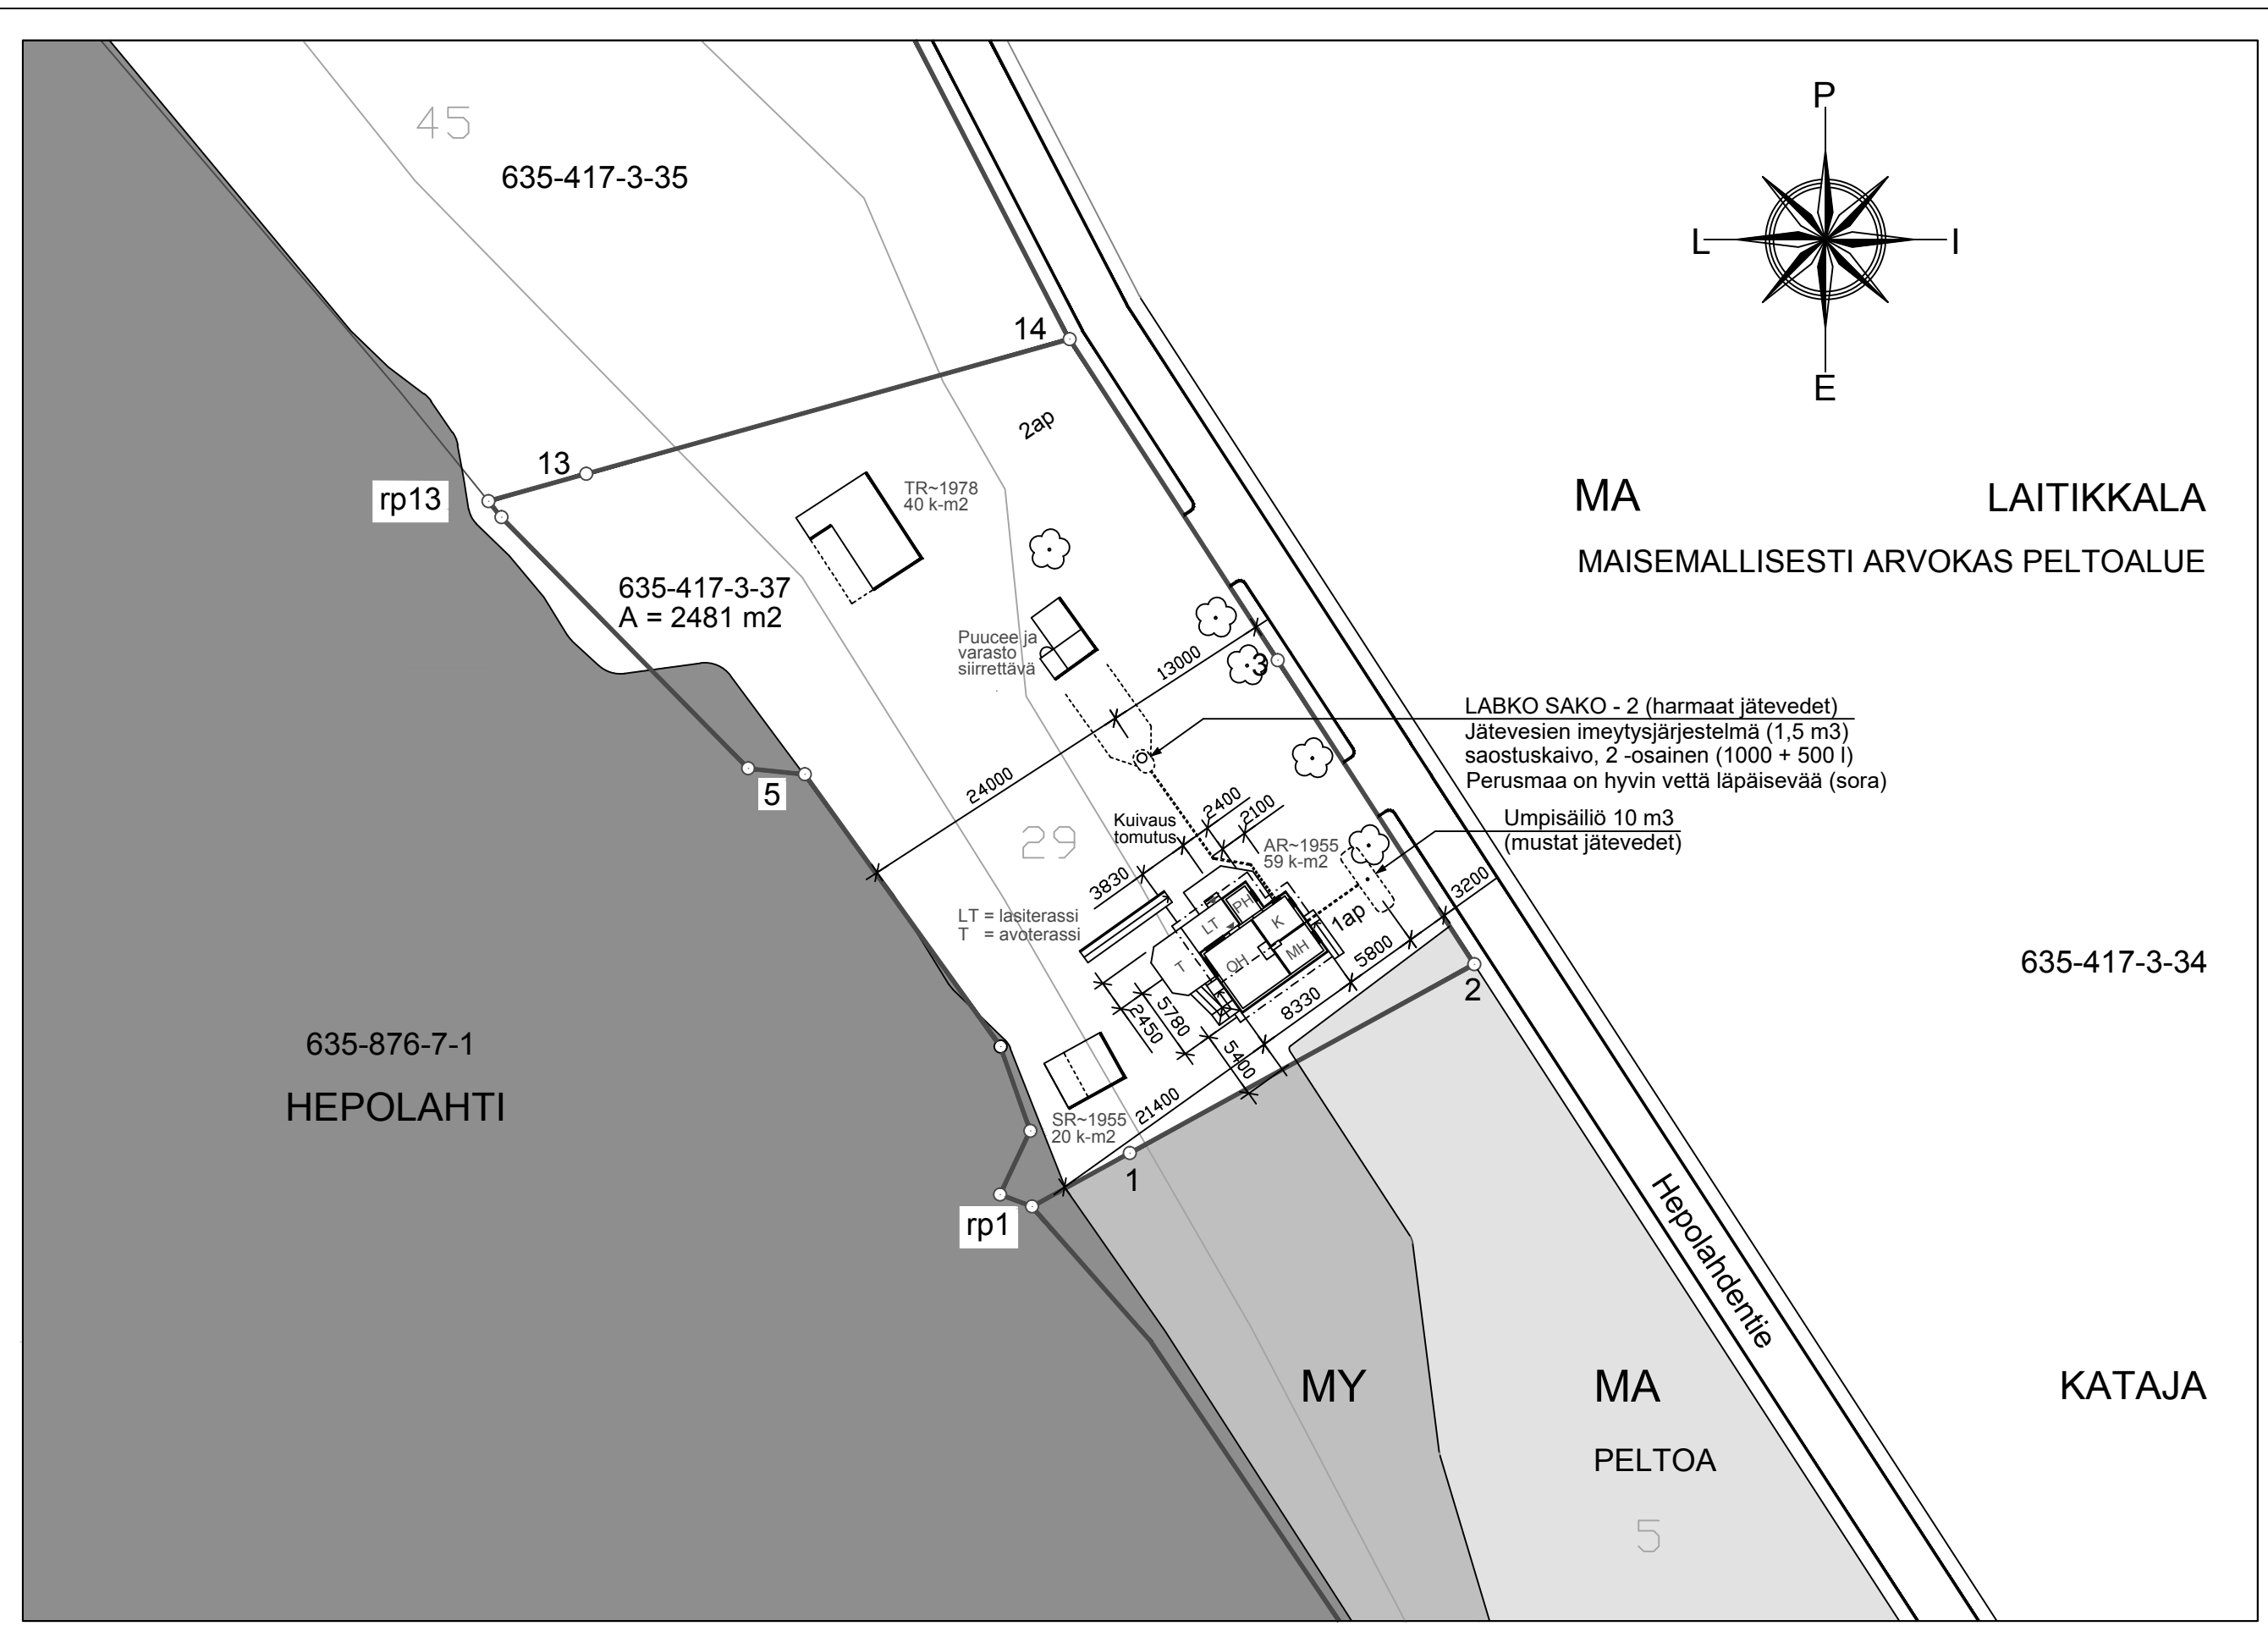 P
45
635-417-3-35
L
I
14
E
2ap
13
rp13
TR~1978
40 k-m2
MA
LAITIKKALA
MAISEMALLISESTI ARVOKAS PELTOALUE
635-417-3-37
A = 2481 m2
Puucee ja
varasto
siirrettävä
13000
3
LABKO SAKO - 2 (harmaat jätevedet)
Jätevesien imeytysjärjestelmä (1,5 m3)
saostuskaivo, 2 -osainen (1000 + 500 l)
Perusmaa on hyvin vettä läpäisevää (sora)
24000
5
Umpisäiliö 10 m3
(mustat jätevedet)
Kuivaus
tomutus
2400
2100
29
AR~1955
59 k-m2
3830
3200
LT = lasiterassi
T = avoterassi
LT
PH
K
1ap
T
OH
MH
5800
635-417-3-34
2
8330
5780
2450
5400
635-876-7-1
HEPOLAHTI
21400
SR~1955
20 k-m2
1
rp1
Hepolahdentie
MY
MA
KATAJA
PELTOA
5